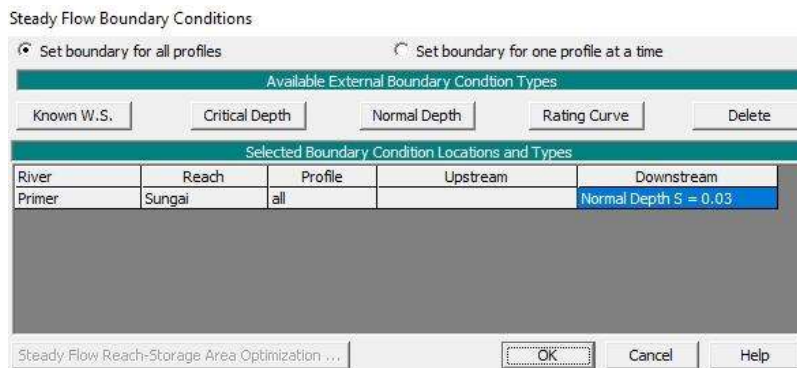 Steady Flow Boundary Conditions
Set boundary for all profiles Set boundary for one profile at a time
Available External Boundary Condtion Types
Known W.S. Critical Depth Normal Depth Rating Curve Delete
Selected Boundary Condition Locations and Types
River Reach Profile Upstream Downstream
Primer Sungai all Normal Depth S = 0.03
Steady Flow Reach-Storage Area Optimization ... OK Cancel Help